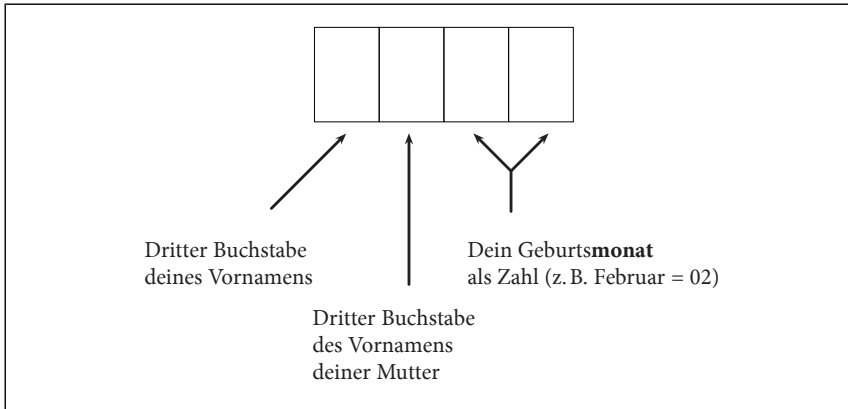 Dritter Buchstabe
deines Vornamens
Dritter Buchstabe
des Vornamens
deiner Mutter
Dein Geburtsmonat
als Zahl (z. B. Februar = 02)